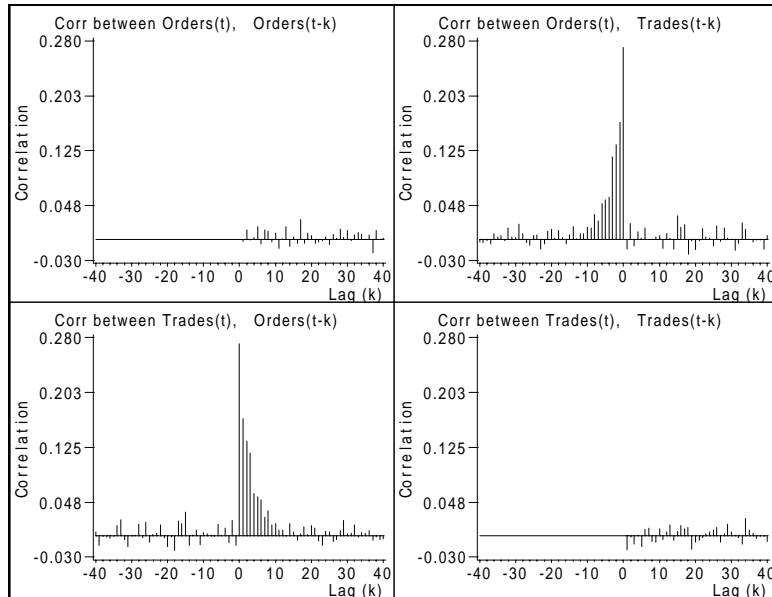 Corr between Orders(t), Orders(t-k)
0.280
0.203
0.125
0.048
-0.030
Correlation
-40 -30 -20 -10 0 10 20 30 40
Lag (k)
Corr between Orders(t), Trades(t-k)
0.280
0.203
0.125
0.048
-0.030
Correlation
-40 -30 -20 -10 0 10 20 30 40
Lag (k)
Corr between Trades(t), Orders(t-k)
0.280
0.203
0.125
0.048
-0.030
Correlation
-40 -30 -20 -10 0 10 20 30 40
Lag (k)
Corr between Trades(t), Trades(t-k)
0.280
0.203
0.125
0.048
-0.030
Correlation
-40 -30 -20 -10 0 10 20 30 40
Lag (k)